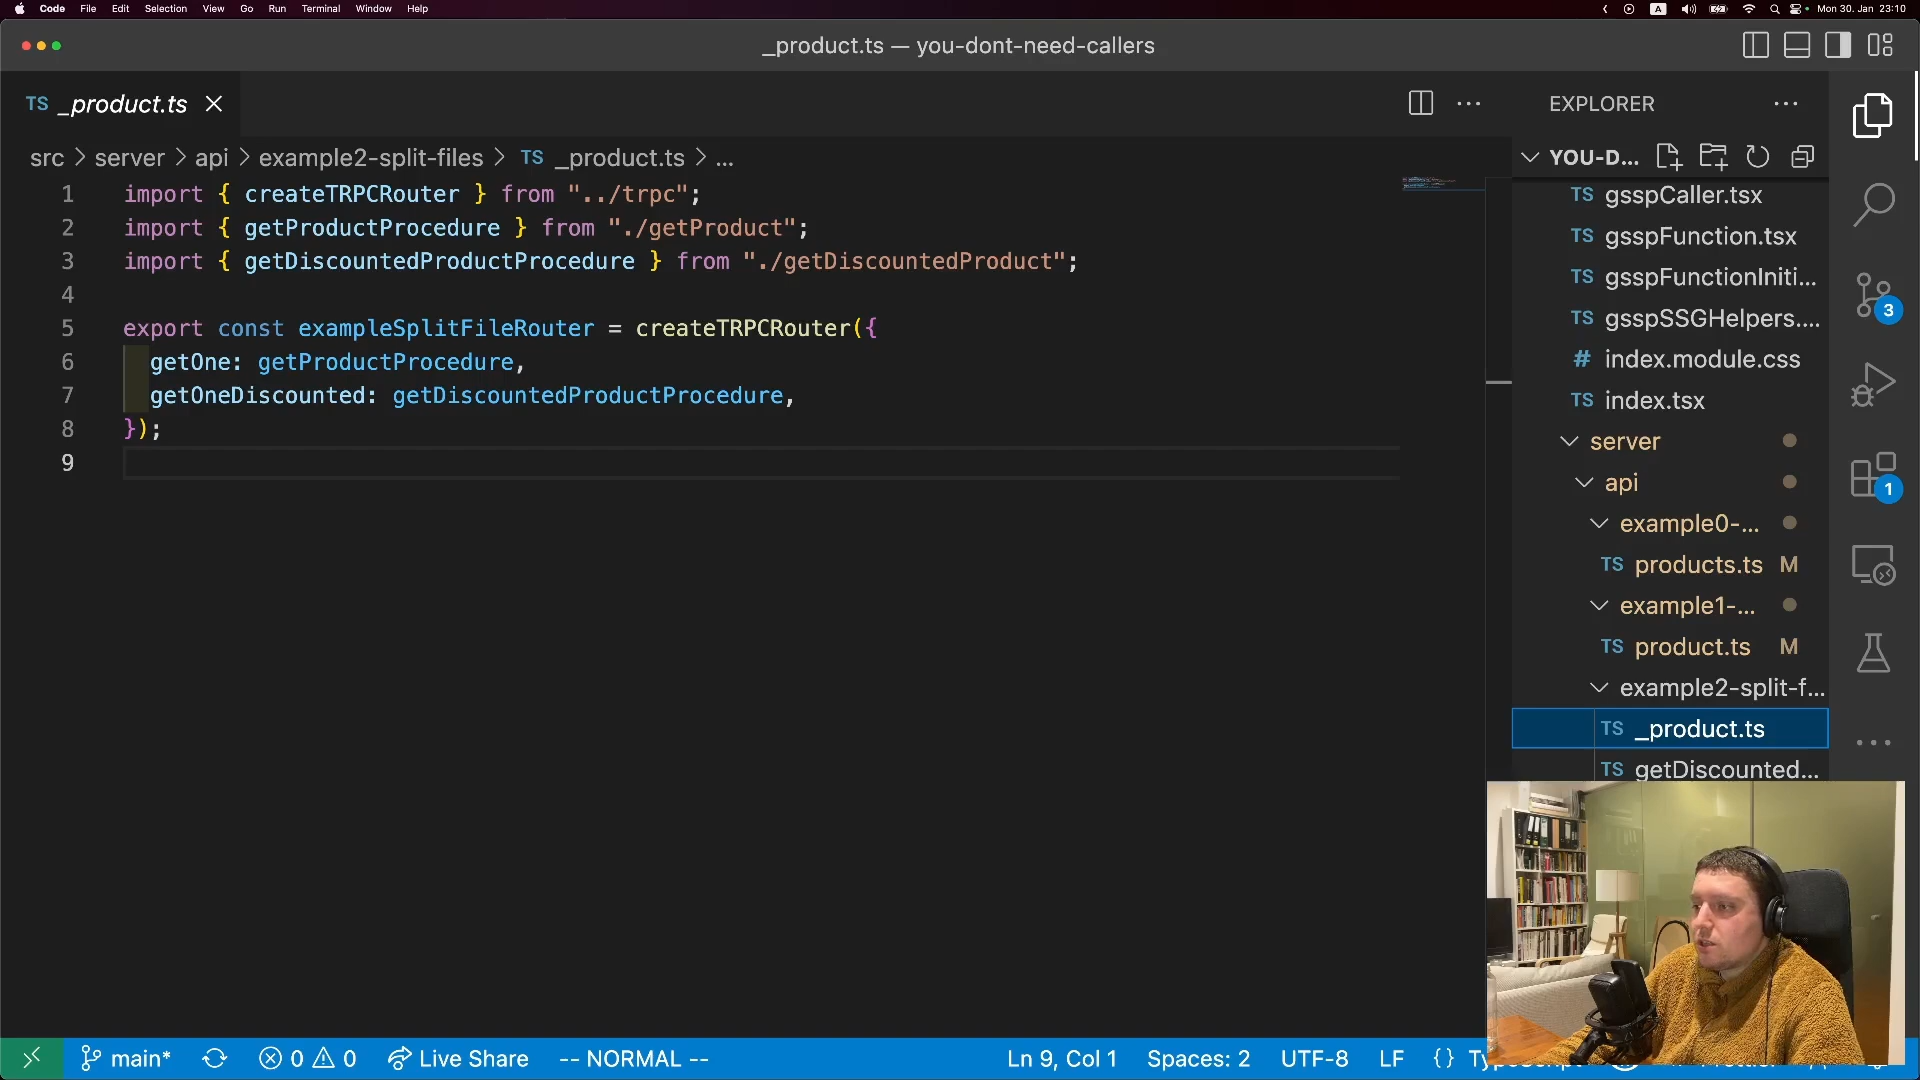 Code File Edit Selection View Go Run Terminal Window Help
A Mon 30. Jan 23:10
_product.ts — you-dont-need-callers
TS _product.ts
EXPLORER
src > server > api > example2-split-files > TS _product.ts > ...
YOU-D...
1 import { createTRPCRouter } from "../trpc";
2 import { getProductProcedure } from "./getProduct";
3 import { getDiscountedProductProcedure } from "./getDiscountedProduct";
4
5 export const exampleSplitFileRouter = createTRPCRouter({
6 getOne: getProductProcedure,
7 getOneDiscounted: getDiscountedProductProcedure,
8 });
9
TS gsspCaller.tsx
TS gsspFunction.tsx
TS gsspFunctionIniti...
TS gsspSSGHelpers....
# index.module.css
TS index.tsx
server
api
example0-...
TS products.ts M
example1-...
TS product.ts M
example2-split-f...
TS _product.ts
TS getDiscounted...
3
1
main* 0 0 Live Share -- NORMAL -- Ln 9, Col 1 Spaces: 2 UTF-8 LF {}